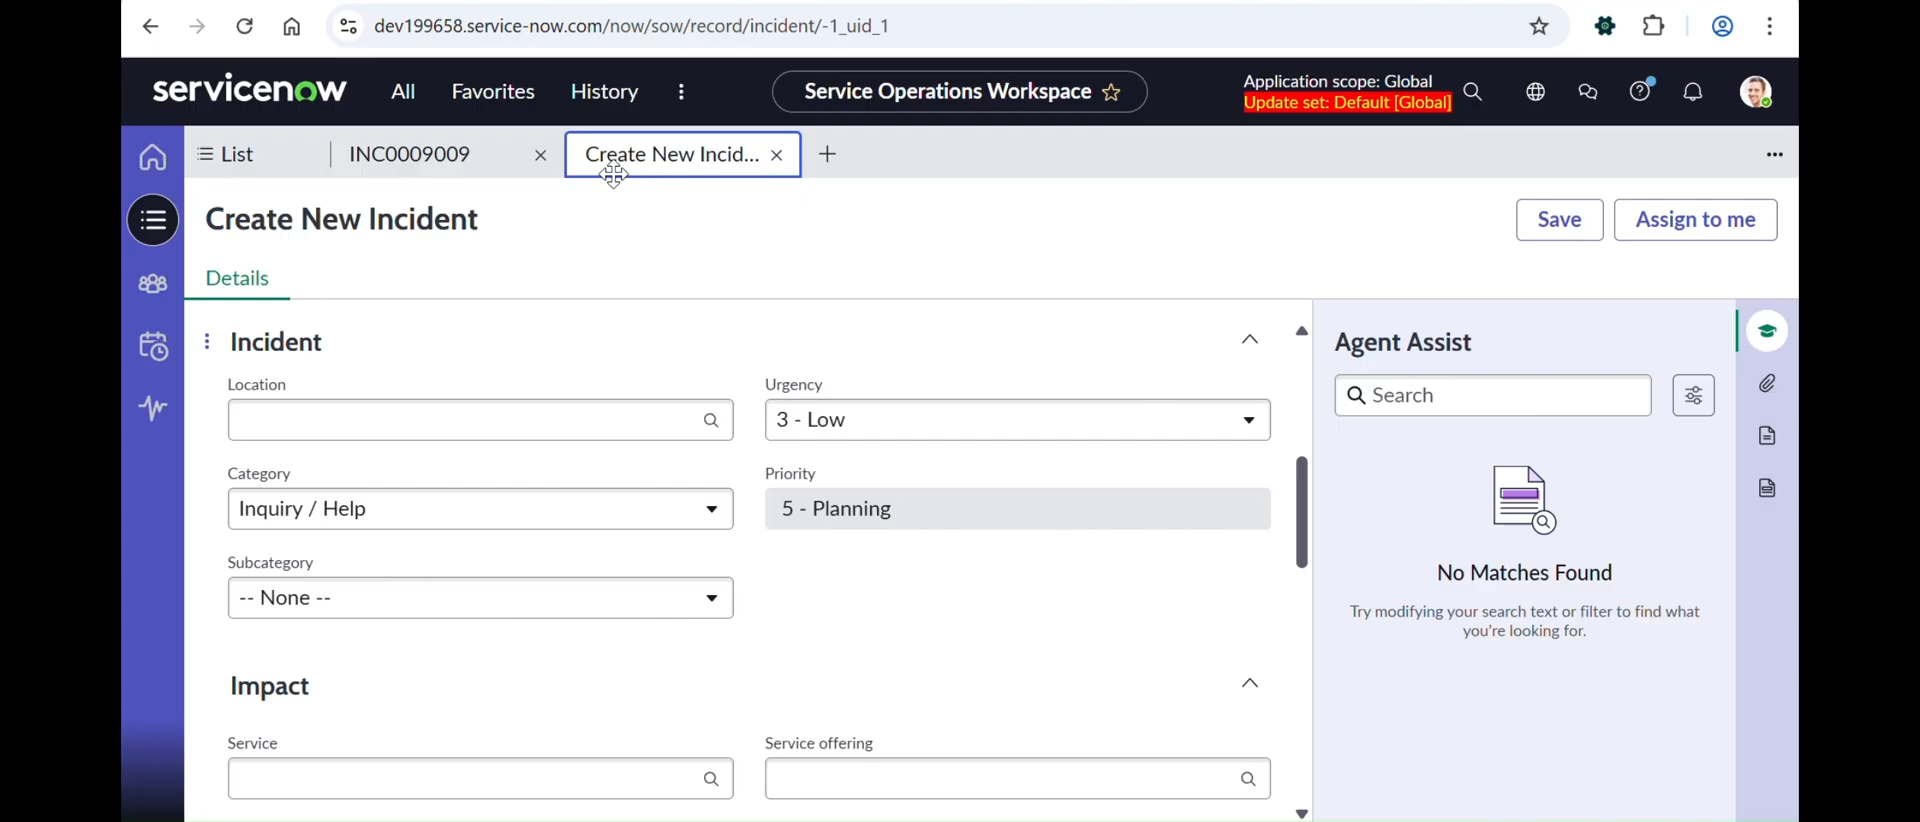 dev199658.service-now.com/now/sow/record/incident/-1_uid_1
servicenow
All
Favorites
History
Service Operations Workspace
Application scope: Global
Update set: Default [Global]
List
INC0009009
Create New Incid...
Create New Incident
Save
Assign to me
Details
Incident
Location
Urgency
3 - Low
Category
Priority
Inquiry / Help
5 - Planning
Subcategory
-- None --
Impact
Service
Service offering
Agent Assist
Search
No Matches Found
Try modifying your search text or filter to find what
you're looking for.